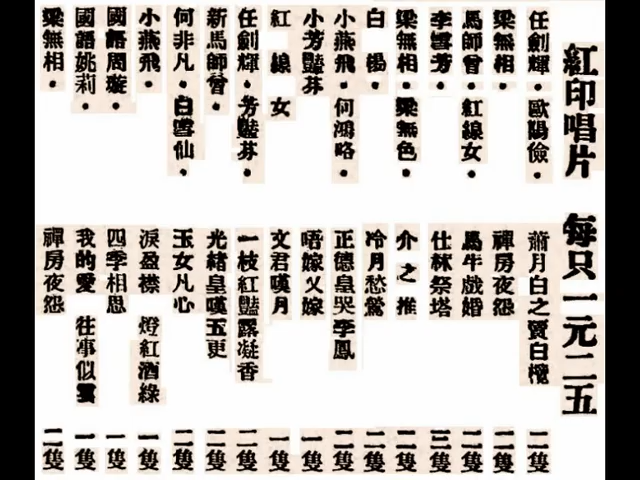 紅印唱片 每只一元二五
任劍輝・歐陽儉・ 蕭月白之賣白欖 二隻
梁無相・ 禪房夜怨 二隻
馬師曾・紅線女・ 馬牛戲婚 二隻
李雪芳・ 仕林祭塔 三隻
梁無相・梁無色・ 介之推 二隻
白楊・ 冷月愁鶯 二隻
小燕飛・何鴻略・ 正德皇哭李鳳 二隻
小芳艷芬 唔嫁又嫁 一隻
紅線女 文君嘆月 一隻
任劍輝・芳艷芬・ 一枝紅豔露凝香 二隻
新馬師曾・ 光緒皇嘆五更 二隻
何非凡・白雪仙・ 玉女凡心 二隻
小燕飛・ 淚盈襟 燈紅酒綠 一隻
國語周璇・ 四季相思 一隻
國語姚莉・ 我的愛 往事似雲 一隻
梁無相・ 禪房夜怨 二隻